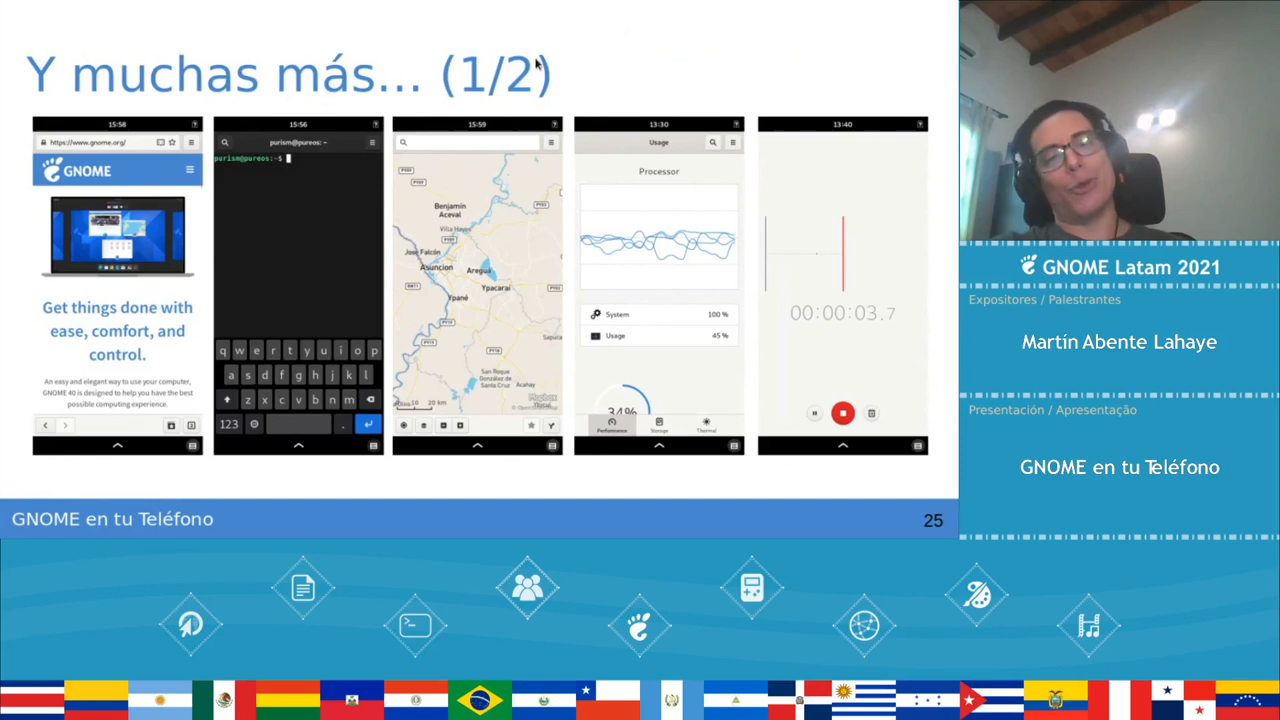 Y muchas más... (1/2)
15:58
https://www.gnome.org/
GNOME
Get things done with
ease, comfort, and
control.
An easy and elegant way to use your computer,
GNOME 40 is designed to help you have the best
possible computing experience.
15:56
purism@pureos: ~
purism@pureos:~$
q w e r t y u i o p
a s d f g h j k l
z x c v b n m
123 .
15:59
Benjamín
Aceval
Villa Hayes
José Falcón
Asunción
Aregua
Ypacaraí
Ypané
San Roque
González de
Santa Cruz
Acahay
10 20 km
13:30
Usage
Processor
System 100 %
Usage 45 %
34%
Performance Storage Thermal
13:40
00:00:03.7
GNOME en tu Teléfono
25
GNOME Latam 2021
Expositores / Palestrantes
Martín Abente Lahaye
Presentación / Apresentação
GNOME en tu Teléfono